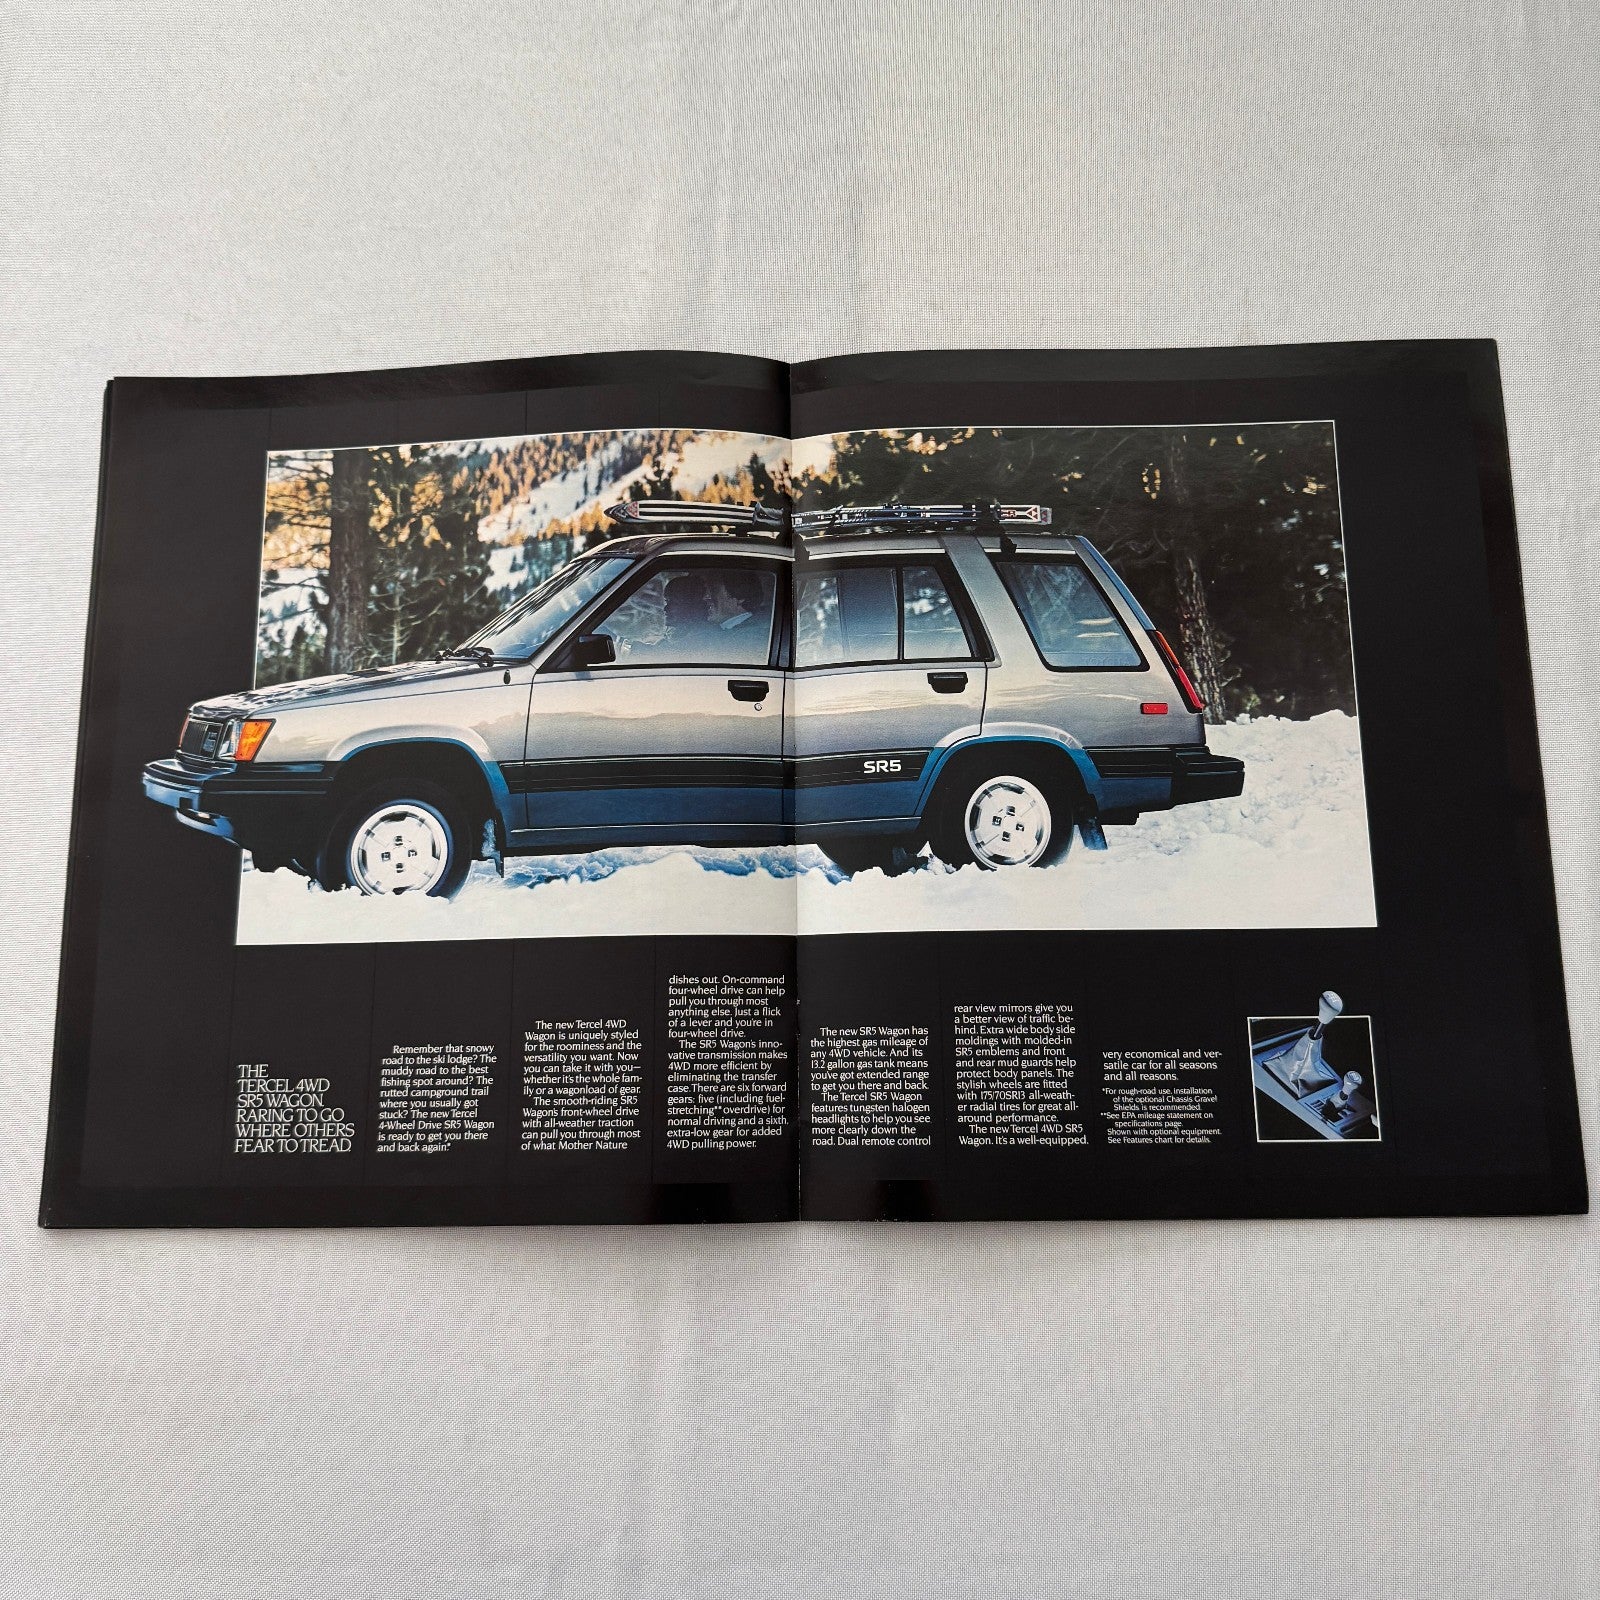 SR5
THE
TERCEL 4WD
SR5 WAGON.
RARING TO GO
WHERE OTHERS
FEAR TO TREAD.
Remember that snowy
road to the ski lodge? The
muddy road to the best
fishing spot around? The
rutted campground trail
where you usually got
stuck? The new Tercel
4-Wheel Drive SR5 Wagon
is ready to get you there
and back again.*
The new Tercel 4WD
Wagon is uniquely styled
for the roominess and the
versatility you want. Now
you can take it with you—
whether it's the whole fam-
ily or a wagonload of gear.
The smooth-riding SR5
Wagon's front-wheel drive
with all-weather traction
can pull you through most
of what Mother Nature
dishes out. On-command
four-wheel drive can help
pull you through most
anything else. Just a flick
of a lever and you're in
four-wheel drive.
The SR5 Wagon's inno-
vative transmission makes
4WD more efficient by
eliminating the transfer
case. There are six forward
gears: five (including fuel-
stretching** overdrive) for
normal driving and a sixth,
extra-low gear for added
4WD pulling power.
The new SR5 Wagon has
the highest gas mileage of
any 4WD vehicle. And its
13.2 gallon gas tank means
you've got extended range
to get you there and back.
The Tercel SR5 Wagon
features tungsten halogen
headlights to help you see
more clearly down the
road. Dual remote control
rear view mirrors give you
a better view of traffic be-
hind. Extra wide body side
moldings with molded-in
SR5 emblems and front
and rear mud guards help
protect body panels. The
stylish wheels are fitted
with 175/70SR13 all-weath-
er radial tires for great all-
around performance.
The new Tercel 4WD SR5
Wagon. It's a well-equipped,
very economical and ver-
satile car for all seasons
and all reasons.
*For rough-road use, installation
of the optional Chassis Gravel
Shields is recommended.
**See EPA mileage statement on
specifications page.
Shown with optional equipment.
See Features chart for details.